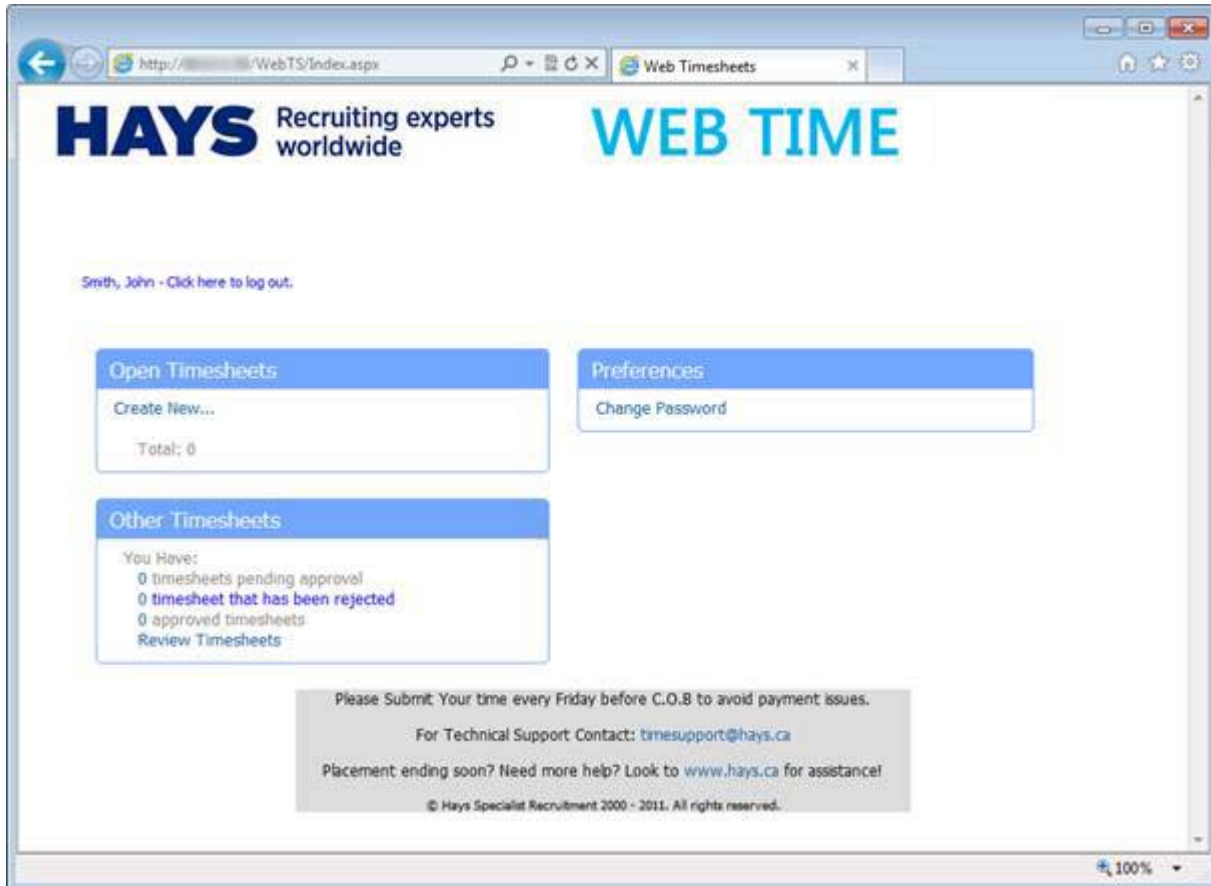 http:// /WebTS/Index.aspx
Web Timesheets
HAYS Recruiting experts
worldwide
WEB TIME
Smith, John - Click here to log out.
Open Timesheets
Create New...
Total: 0
Preferences
Change Password
Other Timesheets
You Have:
0 timesheets pending approval
0 timesheet that has been rejected
0 approved timesheets
Review Timesheets
Please Submit Your time every Friday before C.O.B to avoid payment issues.
For Technical Support Contact: timesupport@hays.ca
Placement ending soon? Need more help? Look to www.hays.ca for assistance!
© Hays Specialist Recruitment 2000 - 2011. All rights reserved.
100%